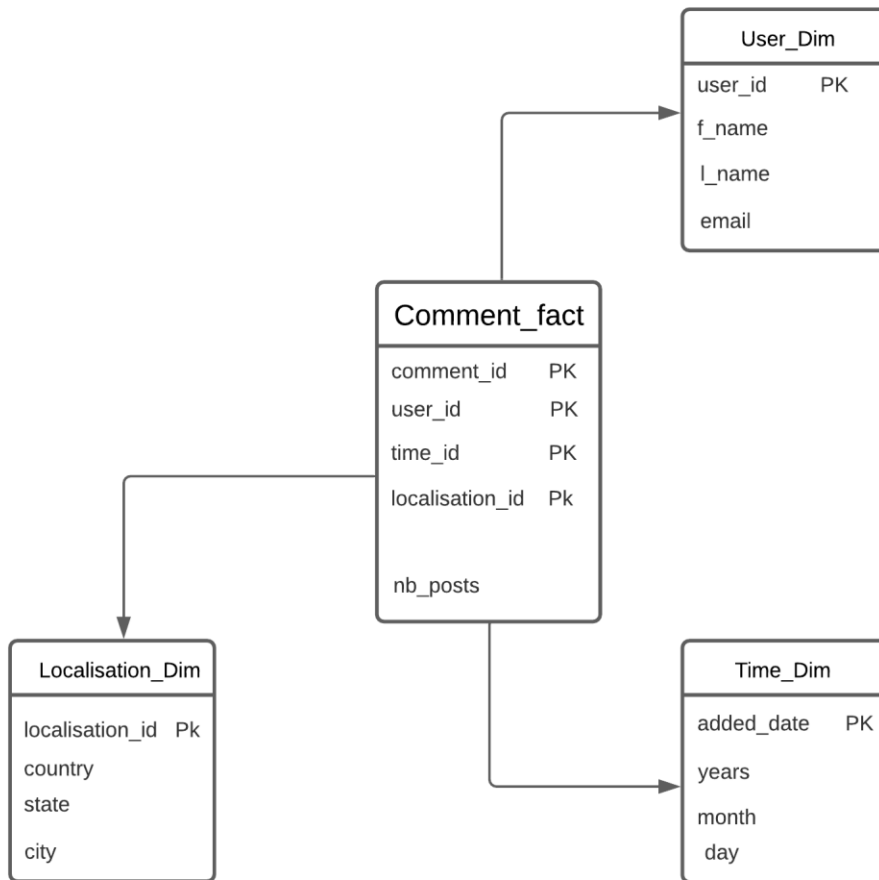 User_Dim
user_id PK
f_name
l_name
email
Comment_fact
comment_id PK
user_id PK
time_id PK
localisation_id Pk
nb_posts
Localisation_Dim
localisation_id Pk
country
state
city
Time_Dim
added_date PK
years
month
day